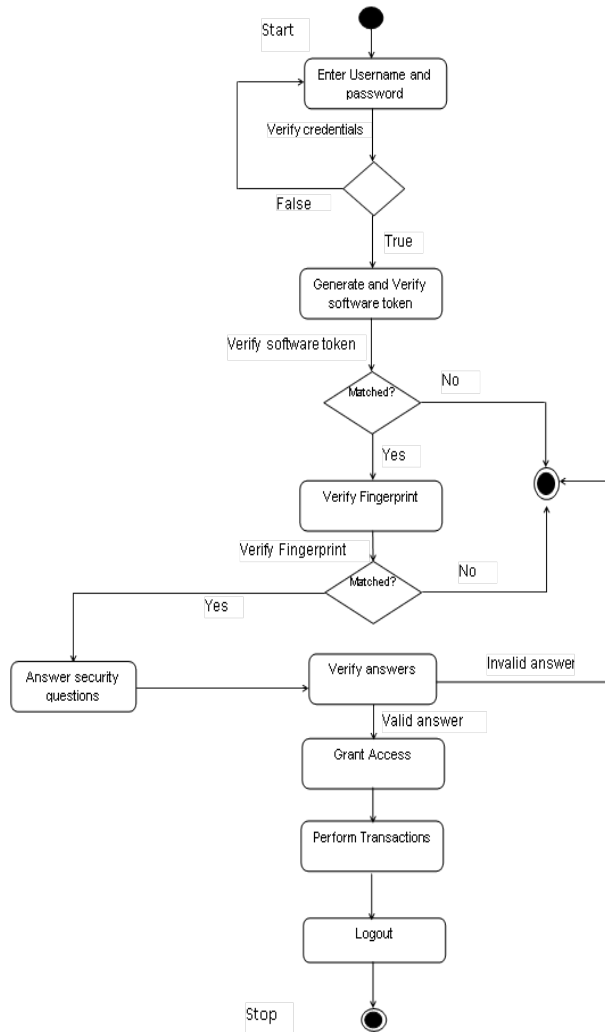 Start
Enter Username and
password
Verify credentials
False
True
Generate and Verify
software token
Verify software token
Matched?
No
Yes
Verify Fingerprint
Verify Fingerprint
Matched?
No
Yes
Answer security
questions
Verify answers
Invalid answer
Valid answer
Grant Access
Perform Transactions
Logout
Stop